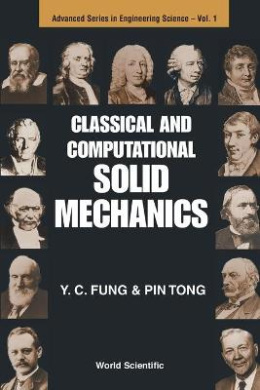 Advanced Series in Engineering Science – Vol. 1
CLASSICAL AND
COMPUTATIONAL
SOLID
MECHANICS
Y. C. FUNG & PIN TONG
World Scientific